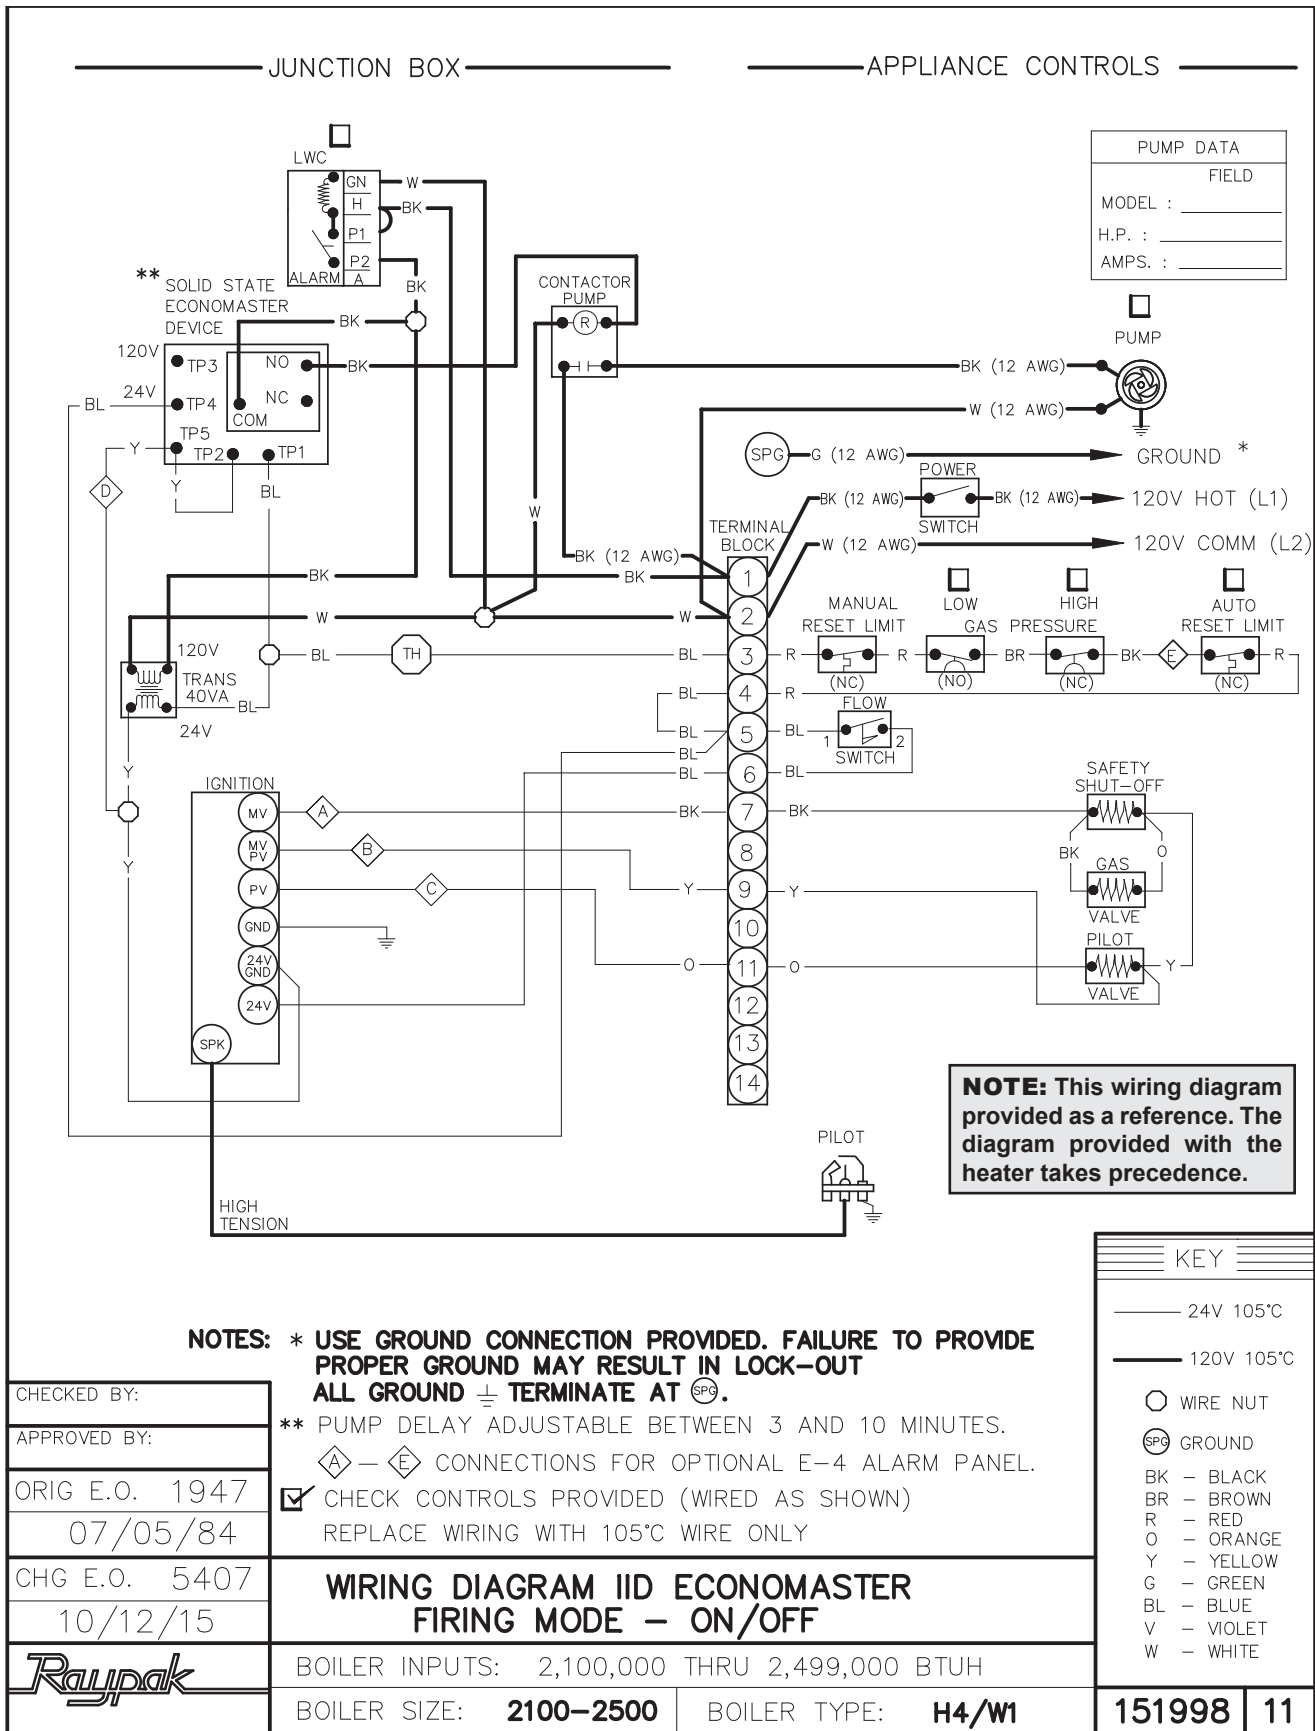 JUNCTION BOX
APPLIANCE CONTROLS
LWC
GN
H
P1
P2
A
ALARM
W
BK
BK
PUMP DATA
FIELD
MODEL :
H.P. :
AMPS. :
** SOLID STATE
ECONOMASTER
DEVICE
BK
CONTACTOR
PUMP
R
PUMP
120V
TP3
NO
BK
BK (12 AWG)
24V
BL
TP4
NC
COM
W (12 AWG)
TP5
Y
TP2
TP1
SPG
G (12 AWG)
GROUND *
D
Y
BL
POWER
BK (12 AWG)
BK (12 AWG)
120V HOT (L1)
SWITCH
W
TERMINAL
BLOCK
W (12 AWG)
120V COMM (L2)
BK (12 AWG)
BK
BK
1
W
W
2
MANUAL
RESET LIMIT
LOW
HIGH
GAS PRESSURE
AUTO
RESET LIMIT
120V
BL
TH
BL
3
R
R
BR
BK
E
R
(NC)
(NO)
(NC)
(NC)
TRANS
40VA
BL
24V
BL
4
R
FLOW
BL
5
BL
1
2
SWITCH
BL
BL
6
BL
Y
IGNITION
SAFETY
SHUT-OFF
MV
A
BK
7
BK
Y
MV
PV
B
8
BK
O
GAS
VALVE
PV
C
Y
9
Y
GND
10
PILOT
24V
GND
O
11
O
Y
VALVE
24V
12
SPK
13
14
NOTE: This wiring diagram
provided as a reference. The
diagram provided with the
heater takes precedence.
PILOT
HIGH
TENSION
KEY
24V 105°C
120V 105°C
WIRE NUT
SPG GROUND
BK - BLACK
BR - BROWN
R - RED
O - ORANGE
Y - YELLOW
G - GREEN
BL - BLUE
V - VIOLET
W - WHITE
NOTES: * USE GROUND CONNECTION PROVIDED. FAILURE TO PROVIDE
PROPER GROUND MAY RESULT IN LOCK-OUT
ALL GROUND TERMINATE AT SPG.
** PUMP DELAY ADJUSTABLE BETWEEN 3 AND 10 MINUTES.
A - E CONNECTIONS FOR OPTIONAL E-4 ALARM PANEL.
CHECK CONTROLS PROVIDED (WIRED AS SHOWN)
REPLACE WIRING WITH 105°C WIRE ONLY
CHECKED BY:
APPROVED BY:
ORIG E.O. 1947
07/05/84
CHG E.O. 5407
10/12/15
Raypak
WIRING DIAGRAM IID ECONOMASTER
FIRING MODE - ON/OFF
BOILER INPUTS: 2,100,000 THRU 2,499,000 BTUH
BOILER SIZE: 2100-2500
BOILER TYPE: H4/W1
151998
11